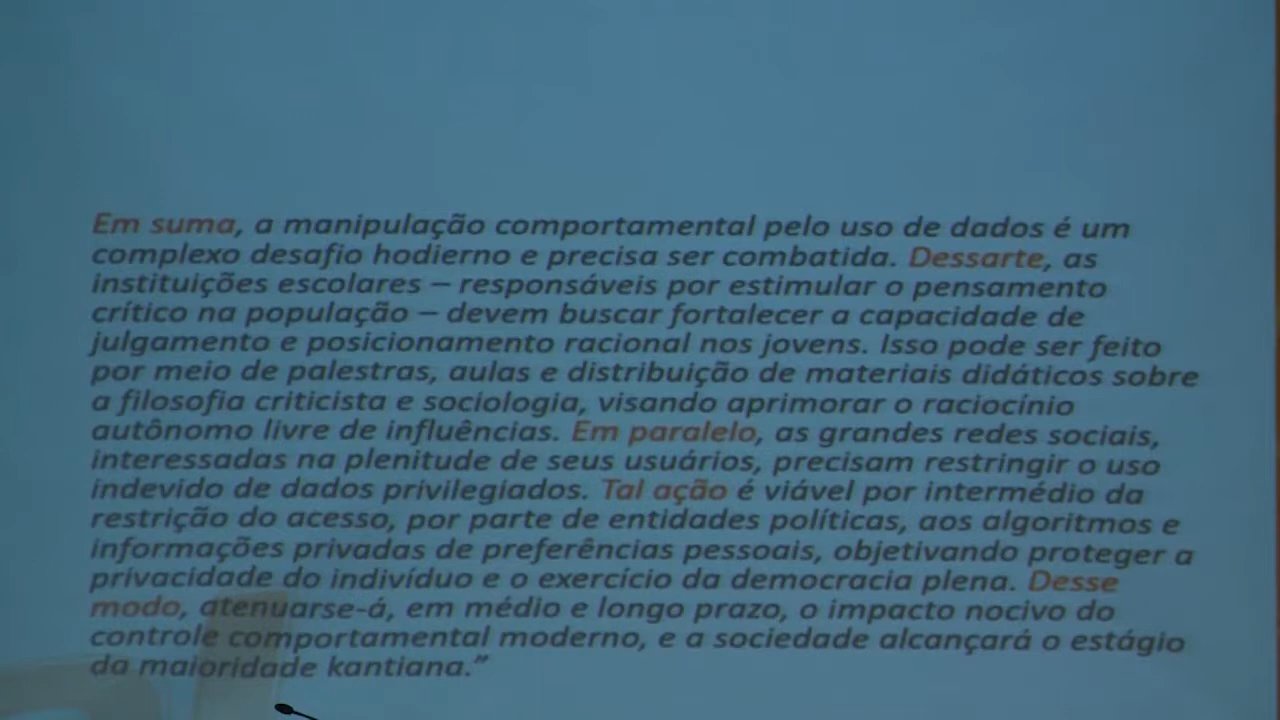 Em suma, a manipulação comportamental pelo uso de dados é um
complexo desafio hodierno e precisa ser combatida. Dessarte, as
instituições escolares – responsáveis por estimular o pensamento
crítico na população – devem buscar fortalecer a capacidade de
julgamento e posicionamento racional nos jovens. Isso pode ser feito
por meio de palestras, aulas e distribuição de materiais didáticos sobre
a filosofia criticista e sociologia, visando aprimorar o raciocínio
autônomo livre de influências. Em paralelo, as grandes redes sociais,
interessadas na plenitude de seus usuários, precisam restringir o uso
indevido de dados privilegiados. Tal ação é viável por intermédio da
restrição do acesso, por parte de entidades políticas, aos algoritmos e
informações privadas de preferências pessoais, objetivando proteger a
privacidade do indivíduo e o exercício da democracia plena. Desse
modo, atenuarse-á, em médio e longo prazo, o impacto nocivo do
controle comportamental moderno, e a sociedade alcançará o estágio
da maioridade kantiana.”